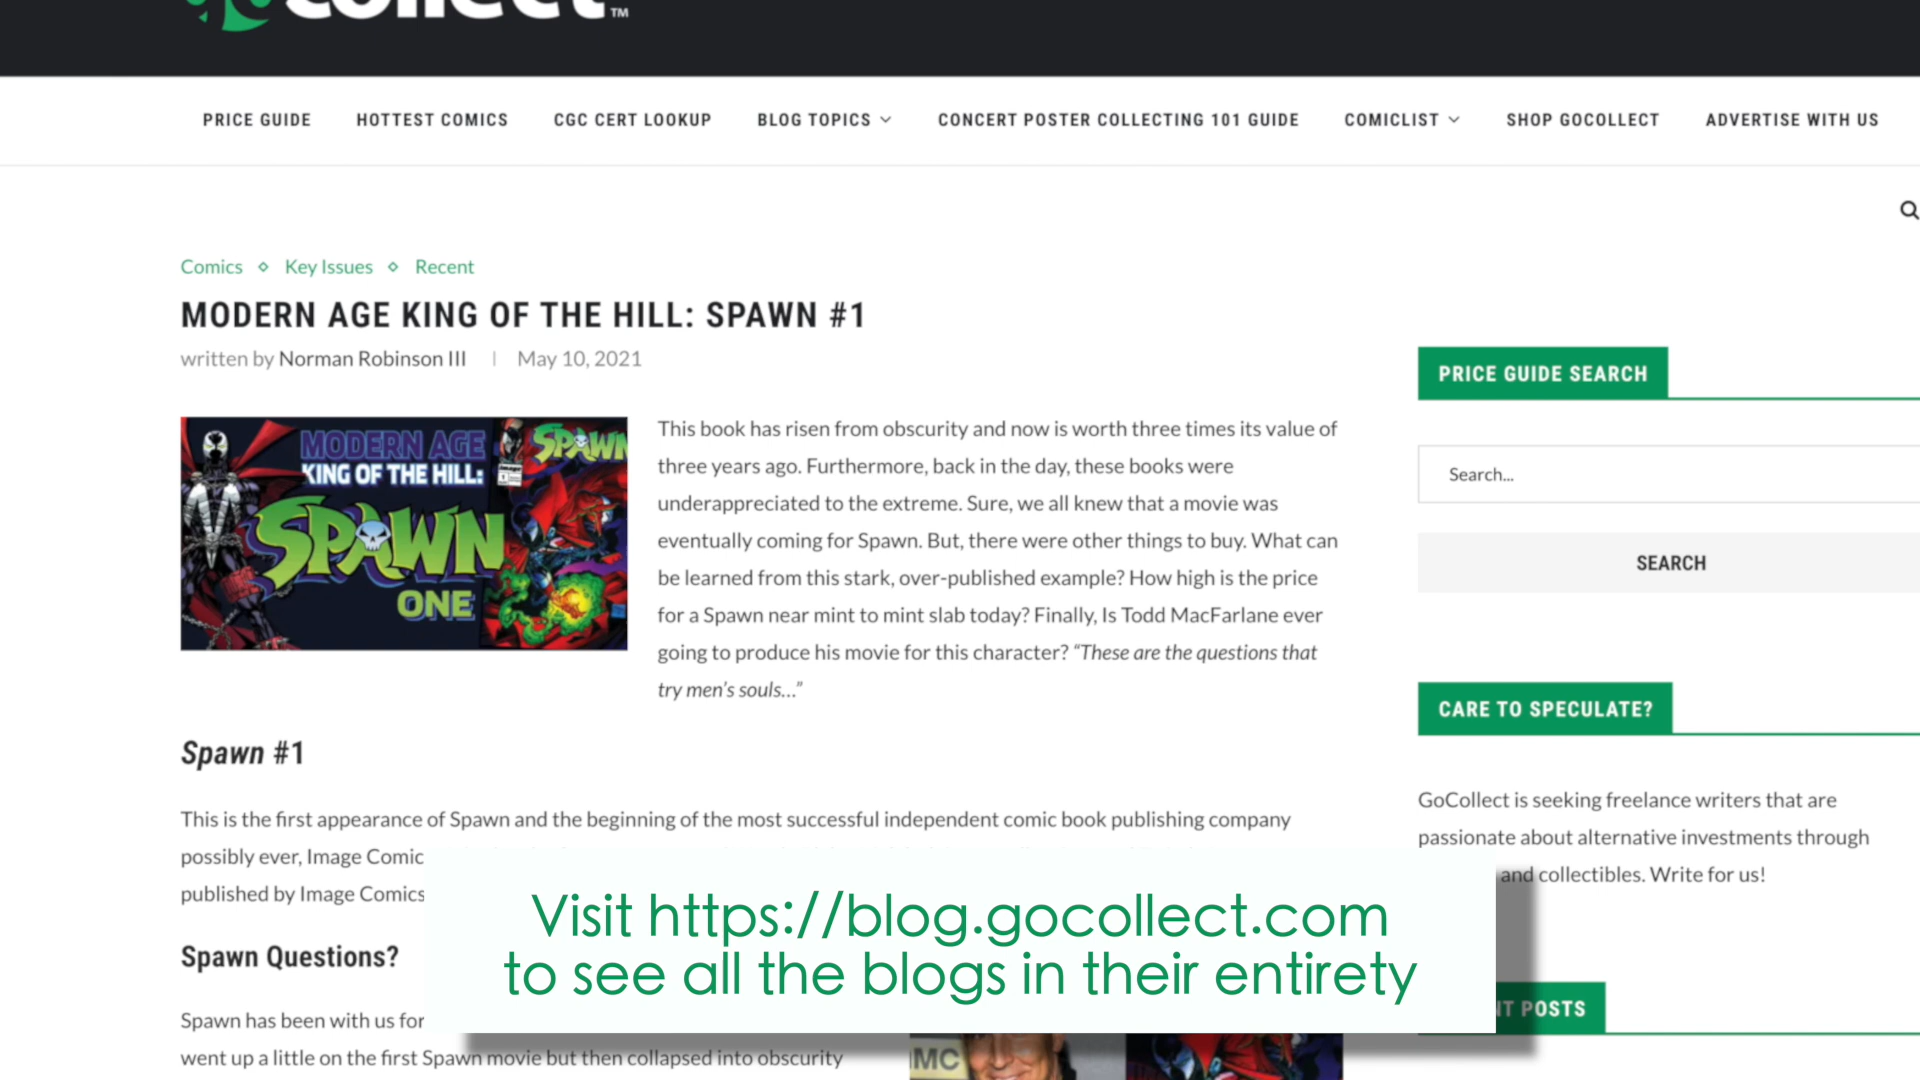 collect™
PRICE GUIDE HOTTEST COMICS CGC CERT LOOKUP BLOG TOPICS CONCERT POSTER COLLECTING 101 GUIDE COMICLIST SHOP GOCOLLECT ADVERTISE WITH US
Comics Key Issues Recent
MODERN AGE KING OF THE HILL: SPAWN #1
written by Norman Robinson III | May 10, 2021
MODERN AGE
KING OF THE HILL:
SPAWN
ONE
SPAWN
image
This book has risen from obscurity and now is worth three times its value of
three years ago. Furthermore, back in the day, these books were
underappreciated to the extreme. Sure, we all knew that a movie was
eventually coming for Spawn. But, there were other things to buy. What can
be learned from this stark, over-published example? How high is the price
for a Spawn near mint to mint slab today? Finally, Is Todd MacFarlane ever
going to produce his movie for this character? “These are the questions that
try men’s souls…”
Spawn #1
This is the first appearance of Spawn and the beginning of the most successful independent comic book publishing company
possibly ever, Image Comic
published by Image Comics
Spawn Questions?
Spawn has been with us for
went up a little on the first Spawn movie but then collapsed into obscurity
MC
PRICE GUIDE SEARCH
Search...
SEARCH
CARE TO SPECULATE?
GoCollect is seeking freelance writers that are
passionate about alternative investments through
and collectibles. Write for us!
NT POSTS
Visit https://blog.gocollect.com
to see all the blogs in their entirety